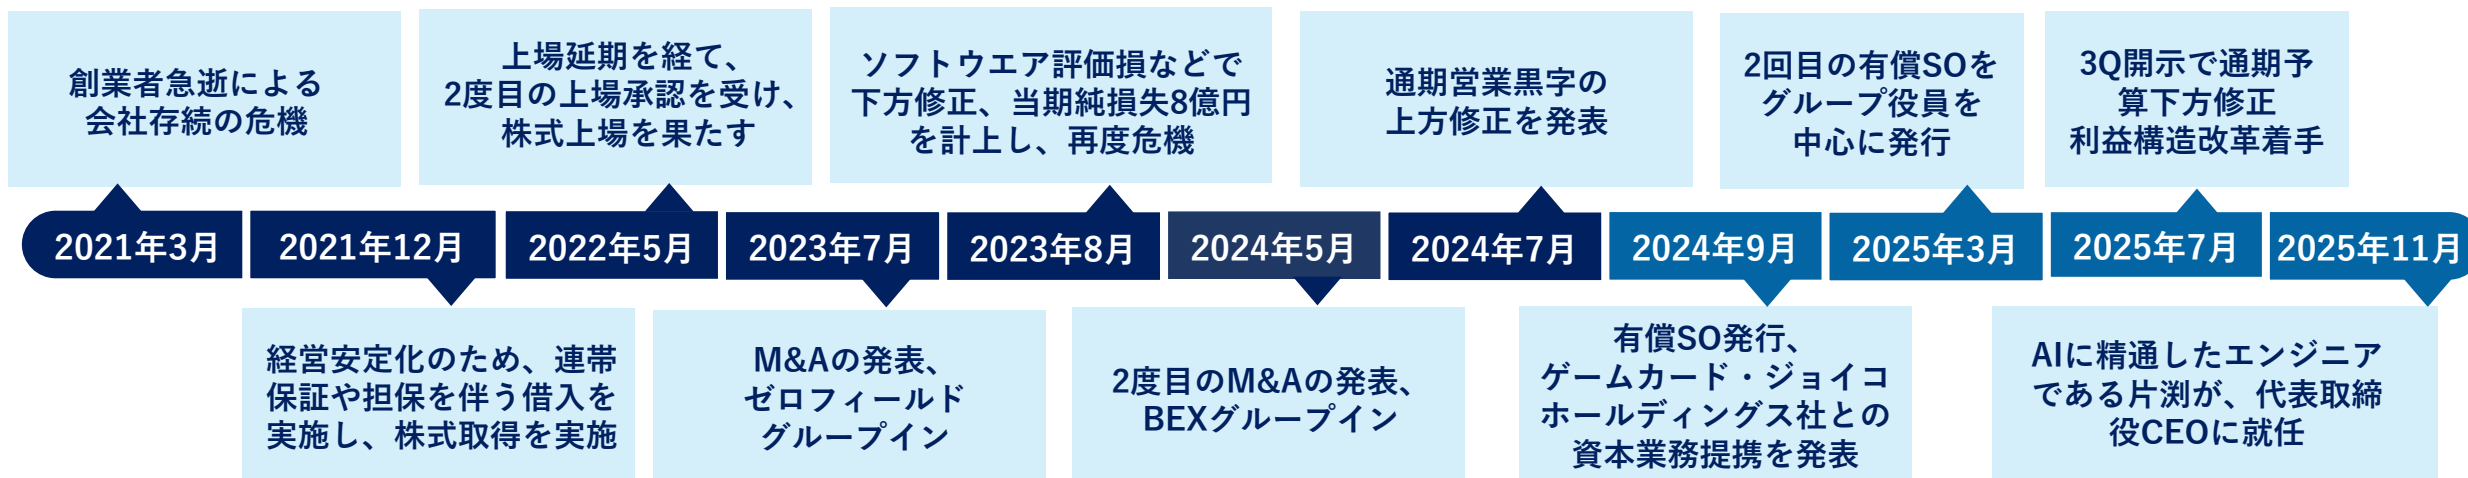 創業者急逝による
会社存続の危機
上場延期を経て、
2度目の上場承認を受け、
株式上場を果たす
ソフトウエア評価損などで
下方修正、当期純損失8億円
を計上し、再度危機
通期営業黒字の
上方修正を発表
2回目の有償SOを
グループ役員を
中心に発行
3Q開示で通期予
算下方修正
利益構造改革着手
2021年3月
2021年12月
2022年5月
2023年7月
2023年8月
2024年5月
2024年7月
2024年9月
2025年3月
2025年7月
2025年11月
経営安定化のため、連帯
保証や担保を伴う借入を
実施し、株式取得を実施
M&Aの発表、
ゼロフィールド
グループイン
2度目のM&Aの発表、
BEXグループイン
有償SO発行、
ゲームカード・ジョイコ
ホールディングス社との
資本業務提携を発表
AIに精通したエンジニア
である片渕が、代表取締
役CEOに就任